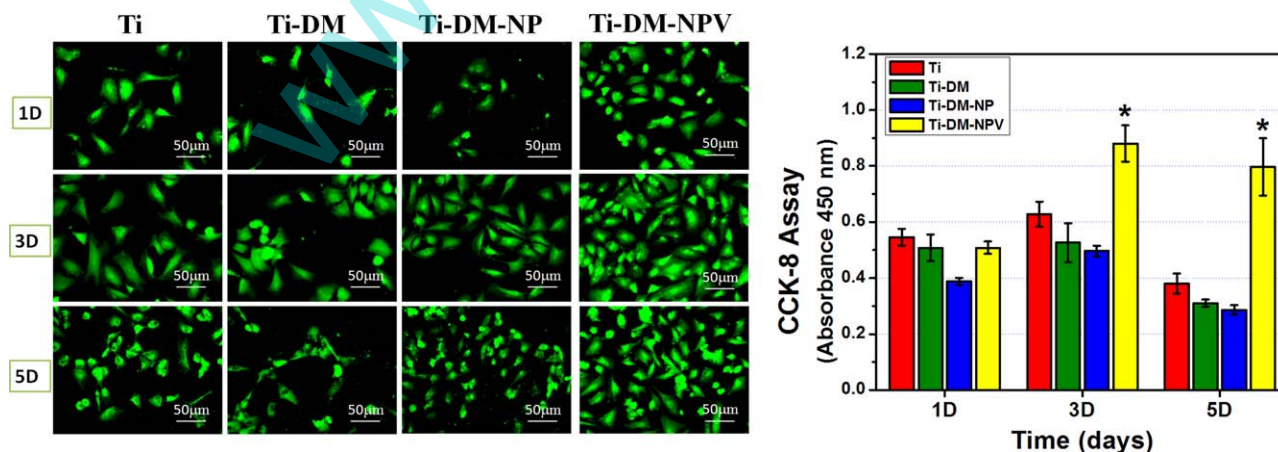 Ti Ti-DM Ti-DM-NP Ti-DM-NPV
1D
50μm 50μm 50μm 50μm
3D
50μm 50μm 50μm 50μm
5D
50μm 50μm 50μm 50μm
CCK-8 Assay
(Absorbance 450 nm)
1.2
1.0
0.8
0.6
0.4
0.2
0.0
Ti
Ti-DM
Ti-DM-NP
Ti-DM-NPV
* *
1D 3D 5D
Time (days)